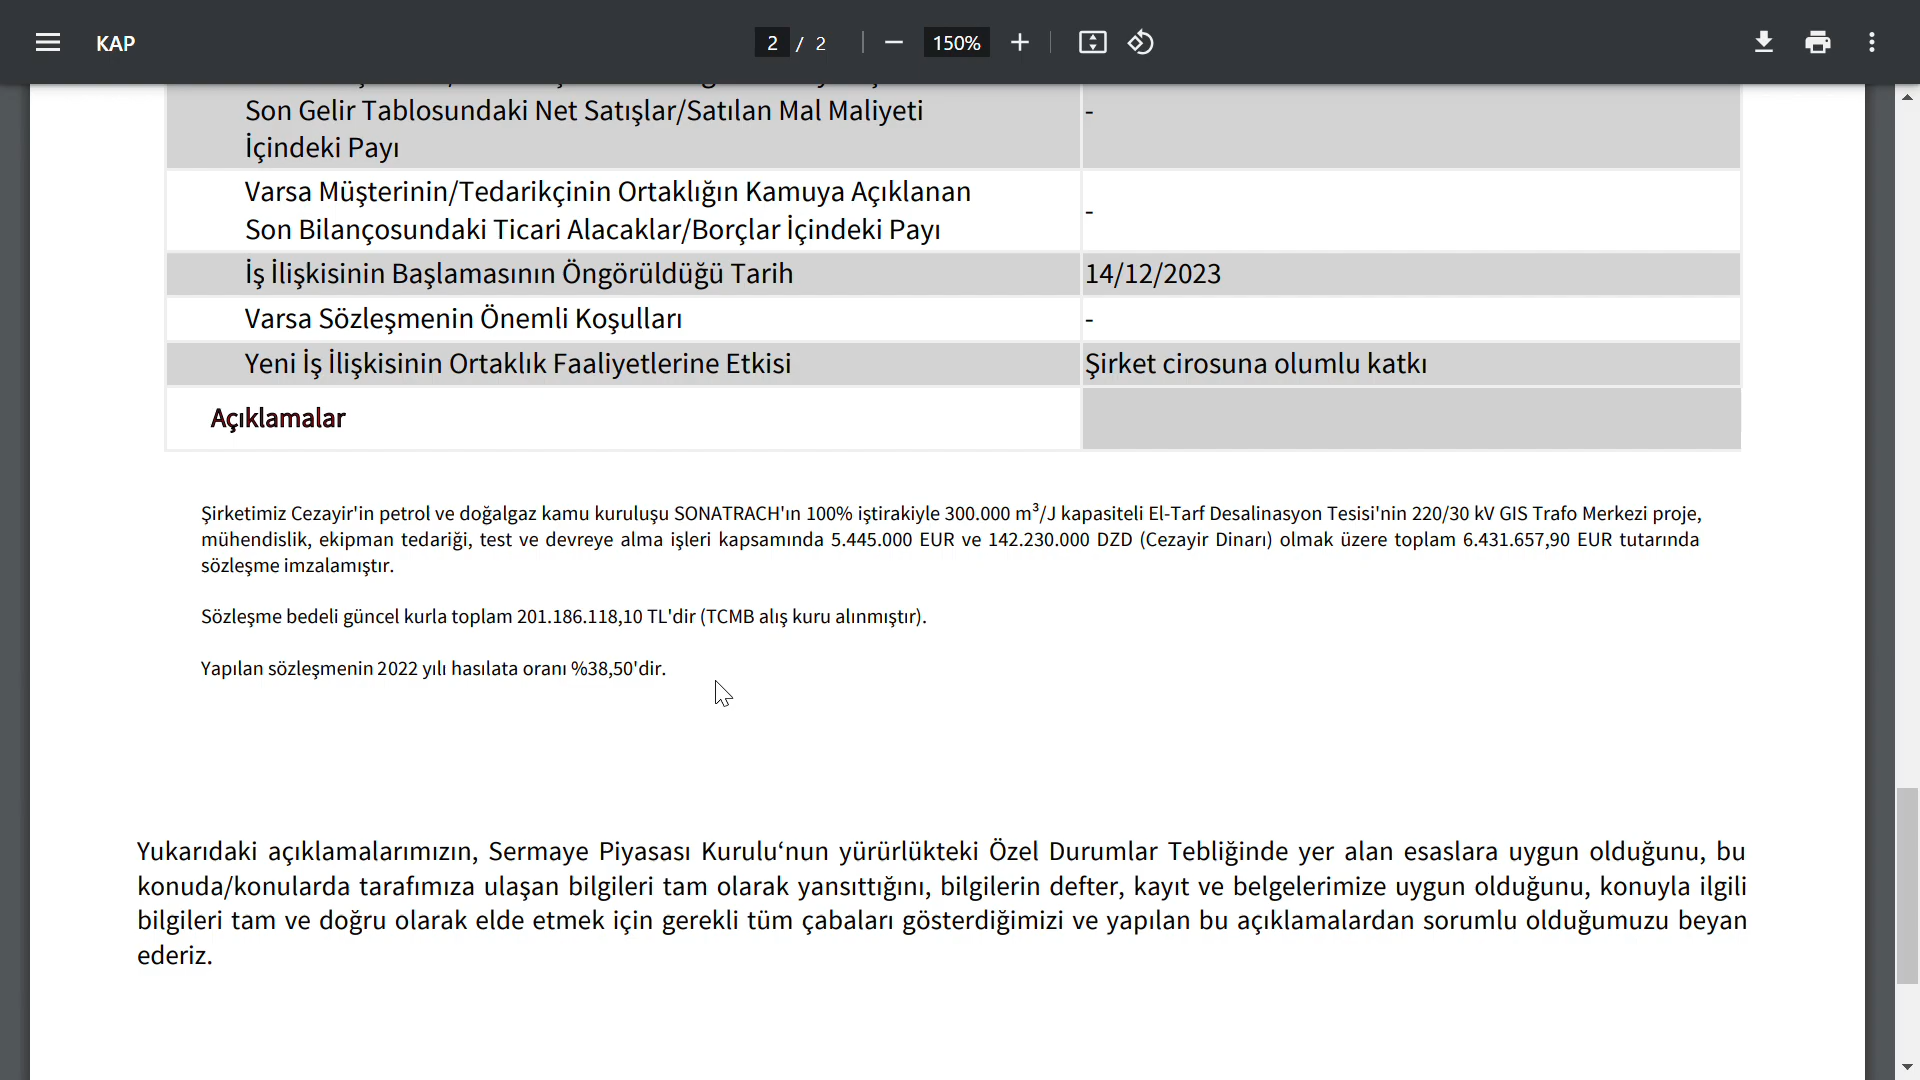 KAP
2 / 2
150%
Son Gelir Tablosundaki Net Satışlar/Satılan Mal Maliyeti
İçindeki Payı
-
Varsa Müşterinin/Tedarikçinin Ortaklığın Kamuya Açıklanan
Son Bilançosundaki Ticari Alacaklar/Borçlar İçindeki Payı
-
İş İlişkisinin Başlamasının Öngörüldüğü Tarih
14/12/2023
Varsa Sözleşmenin Önemli Koşulları
-
Yeni İş İlişkisinin Ortaklık Faaliyetlerine Etkisi
Şirket cirosuna olumlu katkı
Açıklamalar
Şirketimiz Cezayir'in petrol ve doğalgaz kamu kuruluşu SONATRACH'ın 100% iştirakiyle 300.000 m³/J kapasiteli El-Tarf Desalinasyon Tesisi'nin 220/30 kV GIS Trafo Merkezi proje,
mühendislik, ekipman tedariği, test ve devreye alma işleri kapsamında 5.445.000 EUR ve 142.230.000 DZD (Cezayir Dinarı) olmak üzere toplam 6.431.657,90 EUR tutarında
sözleşme imzalamıştır.
Sözleşme bedeli güncel kurla toplam 201.186.118,10 TL'dir (TCMB alış kuru alınmıştır).
Yapılan sözleşmenin 2022 yılı hasılata oranı %38,50'dir.
Yukarıdaki açıklamalarımızın, Sermaye Piyasası Kurulu‘nun yürürlükteki Özel Durumlar Tebliğinde yer alan esaslara uygun olduğunu, bu
konuda/konularda tarafımıza ulaşan bilgileri tam olarak yansıttığını, bilgilerin defter, kayıt ve belgelerimize uygun olduğunu, konuyla ilgili
bilgileri tam ve doğru olarak elde etmek için gerekli tüm çabaları gösterdiğimizi ve yapılan bu açıklamalardan sorumlu olduğumuzu beyan
ederiz.